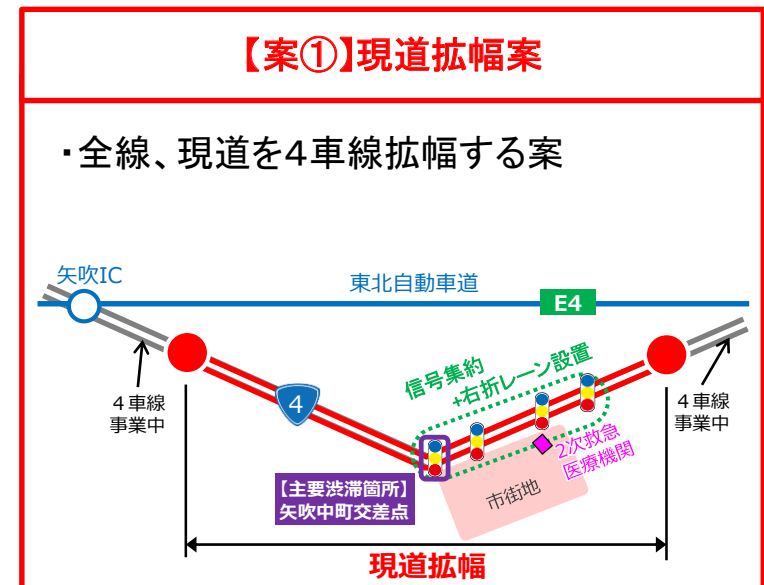 【案①】現道拡幅案
・全線、現道を4車線拡幅する案
矢吹IC
東北自動車道
E4
信号集約
+右折レーン設置
4車線
事業中
4
4車線
事業中
2次救急
医療機関
【主要渋滞箇所】
矢吹中町交差点
市街地
現道拡幅